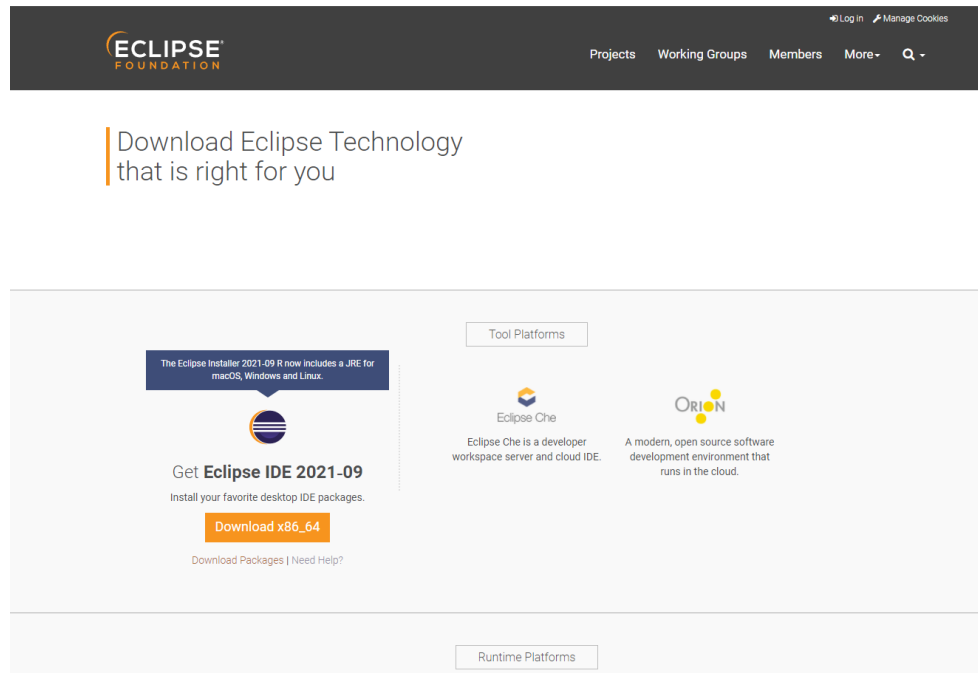 Log in Manage Cookies
ECLIPSE
FOUNDATION
Projects Working Groups Members More
Download Eclipse Technology
that is right for you
Tool Platforms
The Eclipse Installer 2021-09 R now includes a JRE for
macOS, Windows and Linux.
Get Eclipse IDE 2021-09
Install your favorite desktop IDE packages.
Download x86_64
Download Packages | Need Help?
Eclipse Che
Eclipse Che is a developer
workspace server and cloud IDE.
ORION
A modern, open source software
development environment that
runs in the cloud.
Runtime Platforms